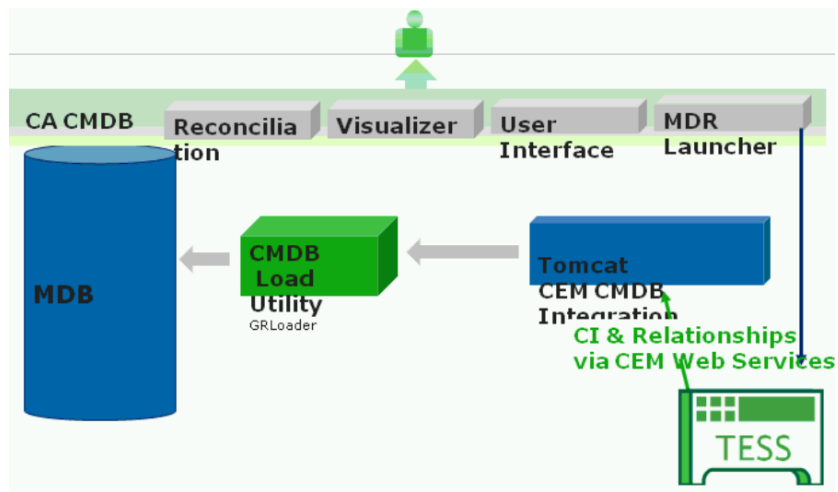 CA CMDB
Reconcilia
tion
Visualizer
User
Interface
MDR
Launcher
MDB
CMDB
Load
Utility
GRLoader
Tomcat
CEM CMDB
Integration
CI & Relationships
via CEM Web Services
TESS